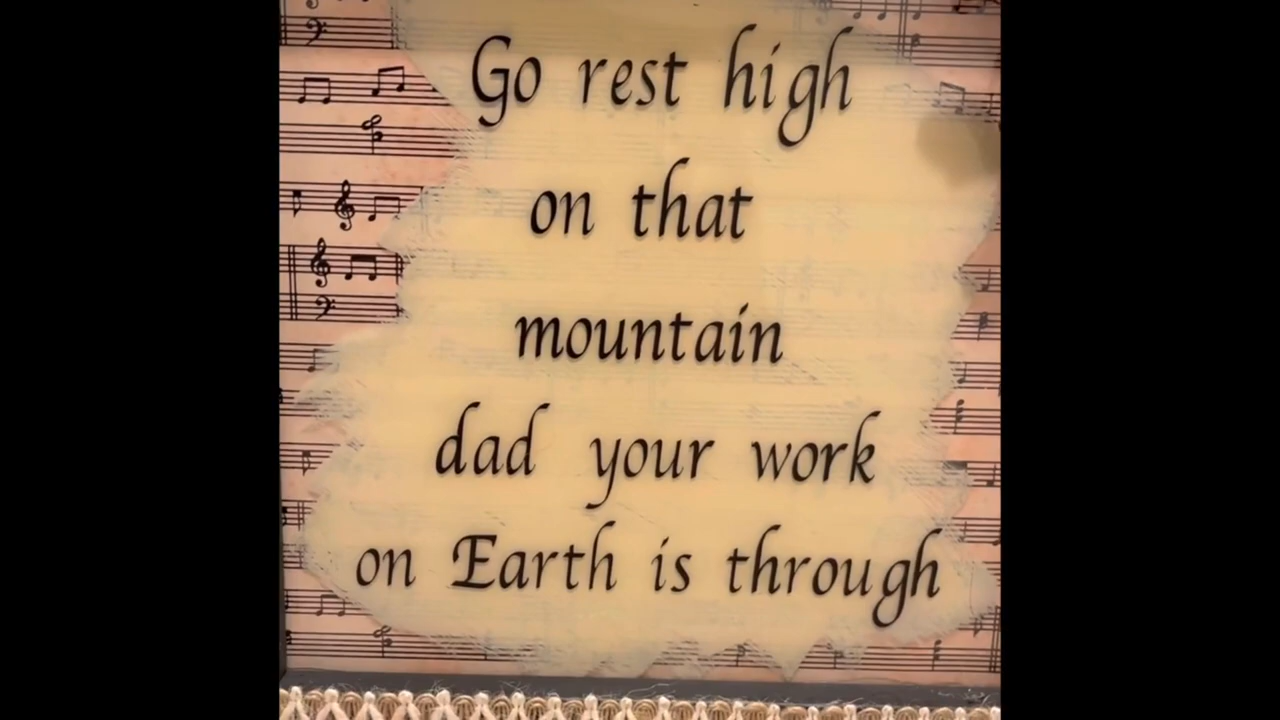 Go rest high
on that
mountain
dad your work
on Earth is through